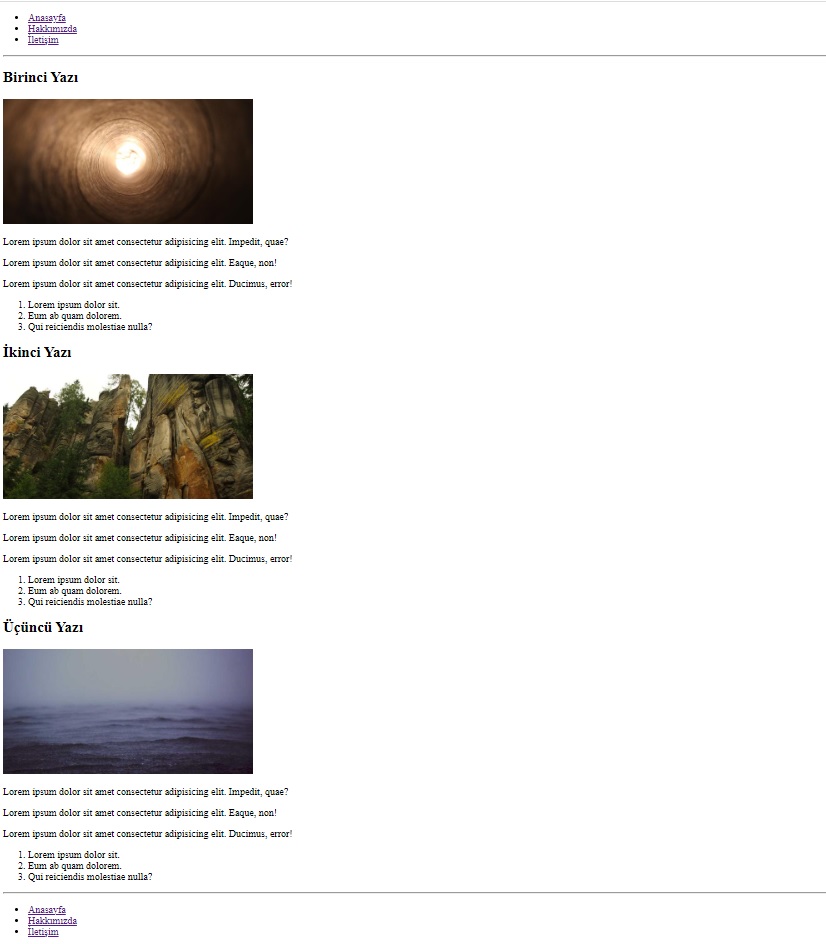 Anasayfa
Hakkımızda
İletişim
Birinci Yazı
Lorem ipsum dolor sit amet consectetur adipisicing elit. Impedit, quae?
Lorem ipsum dolor sit amet consectetur adipisicing elit. Eaque, non!
Lorem ipsum dolor sit amet consectetur adipisicing elit. Ducimus, error!
1. Lorem ipsum dolor sit.
2. Eum ab quam dolorem.
3. Qui reiciendis molestiae nulla?
İkinci Yazı
Lorem ipsum dolor sit amet consectetur adipisicing elit. Impedit, quae?
Lorem ipsum dolor sit amet consectetur adipisicing elit. Eaque, non!
Lorem ipsum dolor sit amet consectetur adipisicing elit. Ducimus, error!
1. Lorem ipsum dolor sit.
2. Eum ab quam dolorem.
3. Qui reiciendis molestiae nulla?
Üçüncü Yazı
Lorem ipsum dolor sit amet consectetur adipisicing elit. Impedit, quae?
Lorem ipsum dolor sit amet consectetur adipisicing elit. Eaque, non!
Lorem ipsum dolor sit amet consectetur adipisicing elit. Ducimus, error!
1. Lorem ipsum dolor sit.
2. Eum ab quam dolorem.
3. Qui reiciendis molestiae nulla?
Anasayfa
Hakkımızda
İletişim